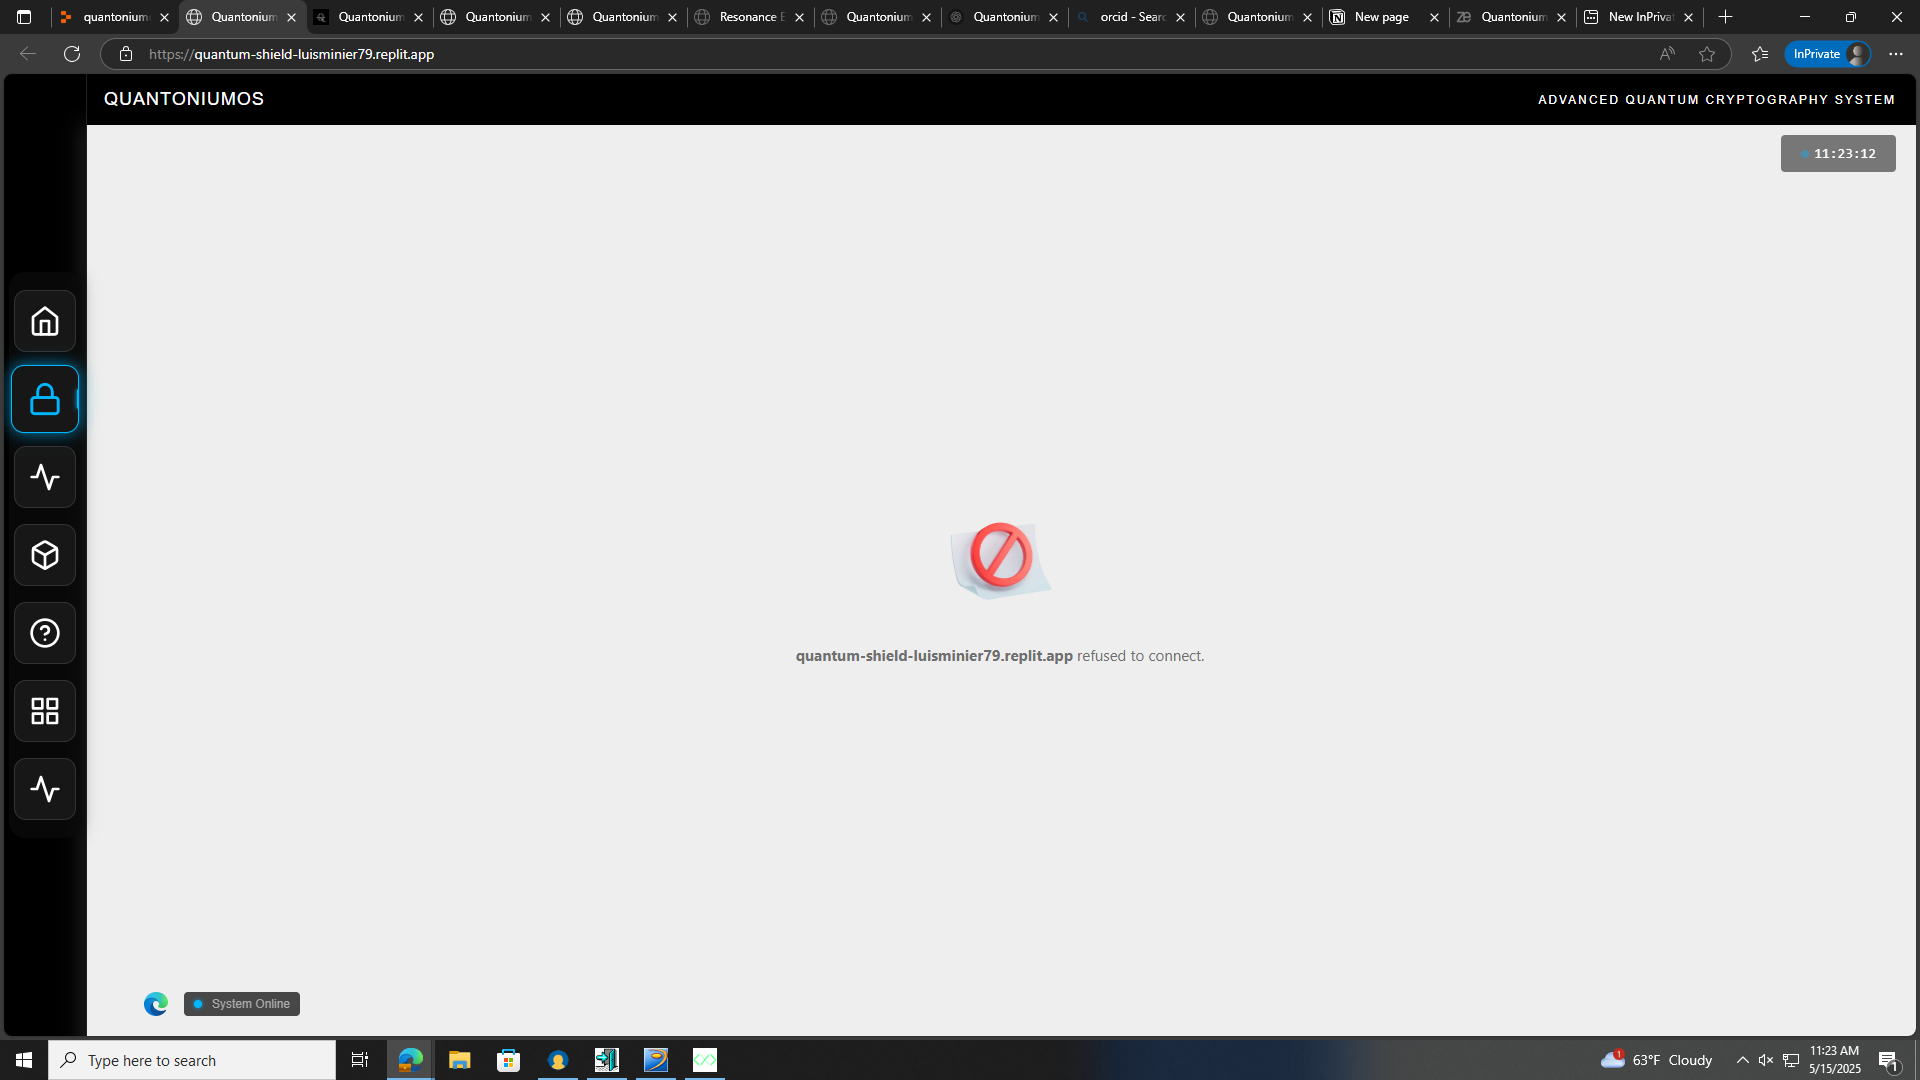 quantonium
Quantonium
Quantonium
Quantonium
Quantonium
Resonance E
Quantonium
Quantonium
orcid - Searc
Quantonium
New page
Quantonium
New InPrivat
https://quantum-shield-luisminier79.replit.app
InPrivate
QUANTONIUMOS
ADVANCED QUANTUM CRYPTOGRAPHY SYSTEM
11:23:12
quantum-shield-luisminier79.replit.app refused to connect.
System Online
Type here to search
1
63°F Cloudy
11:23 AM
5/15/2025
1